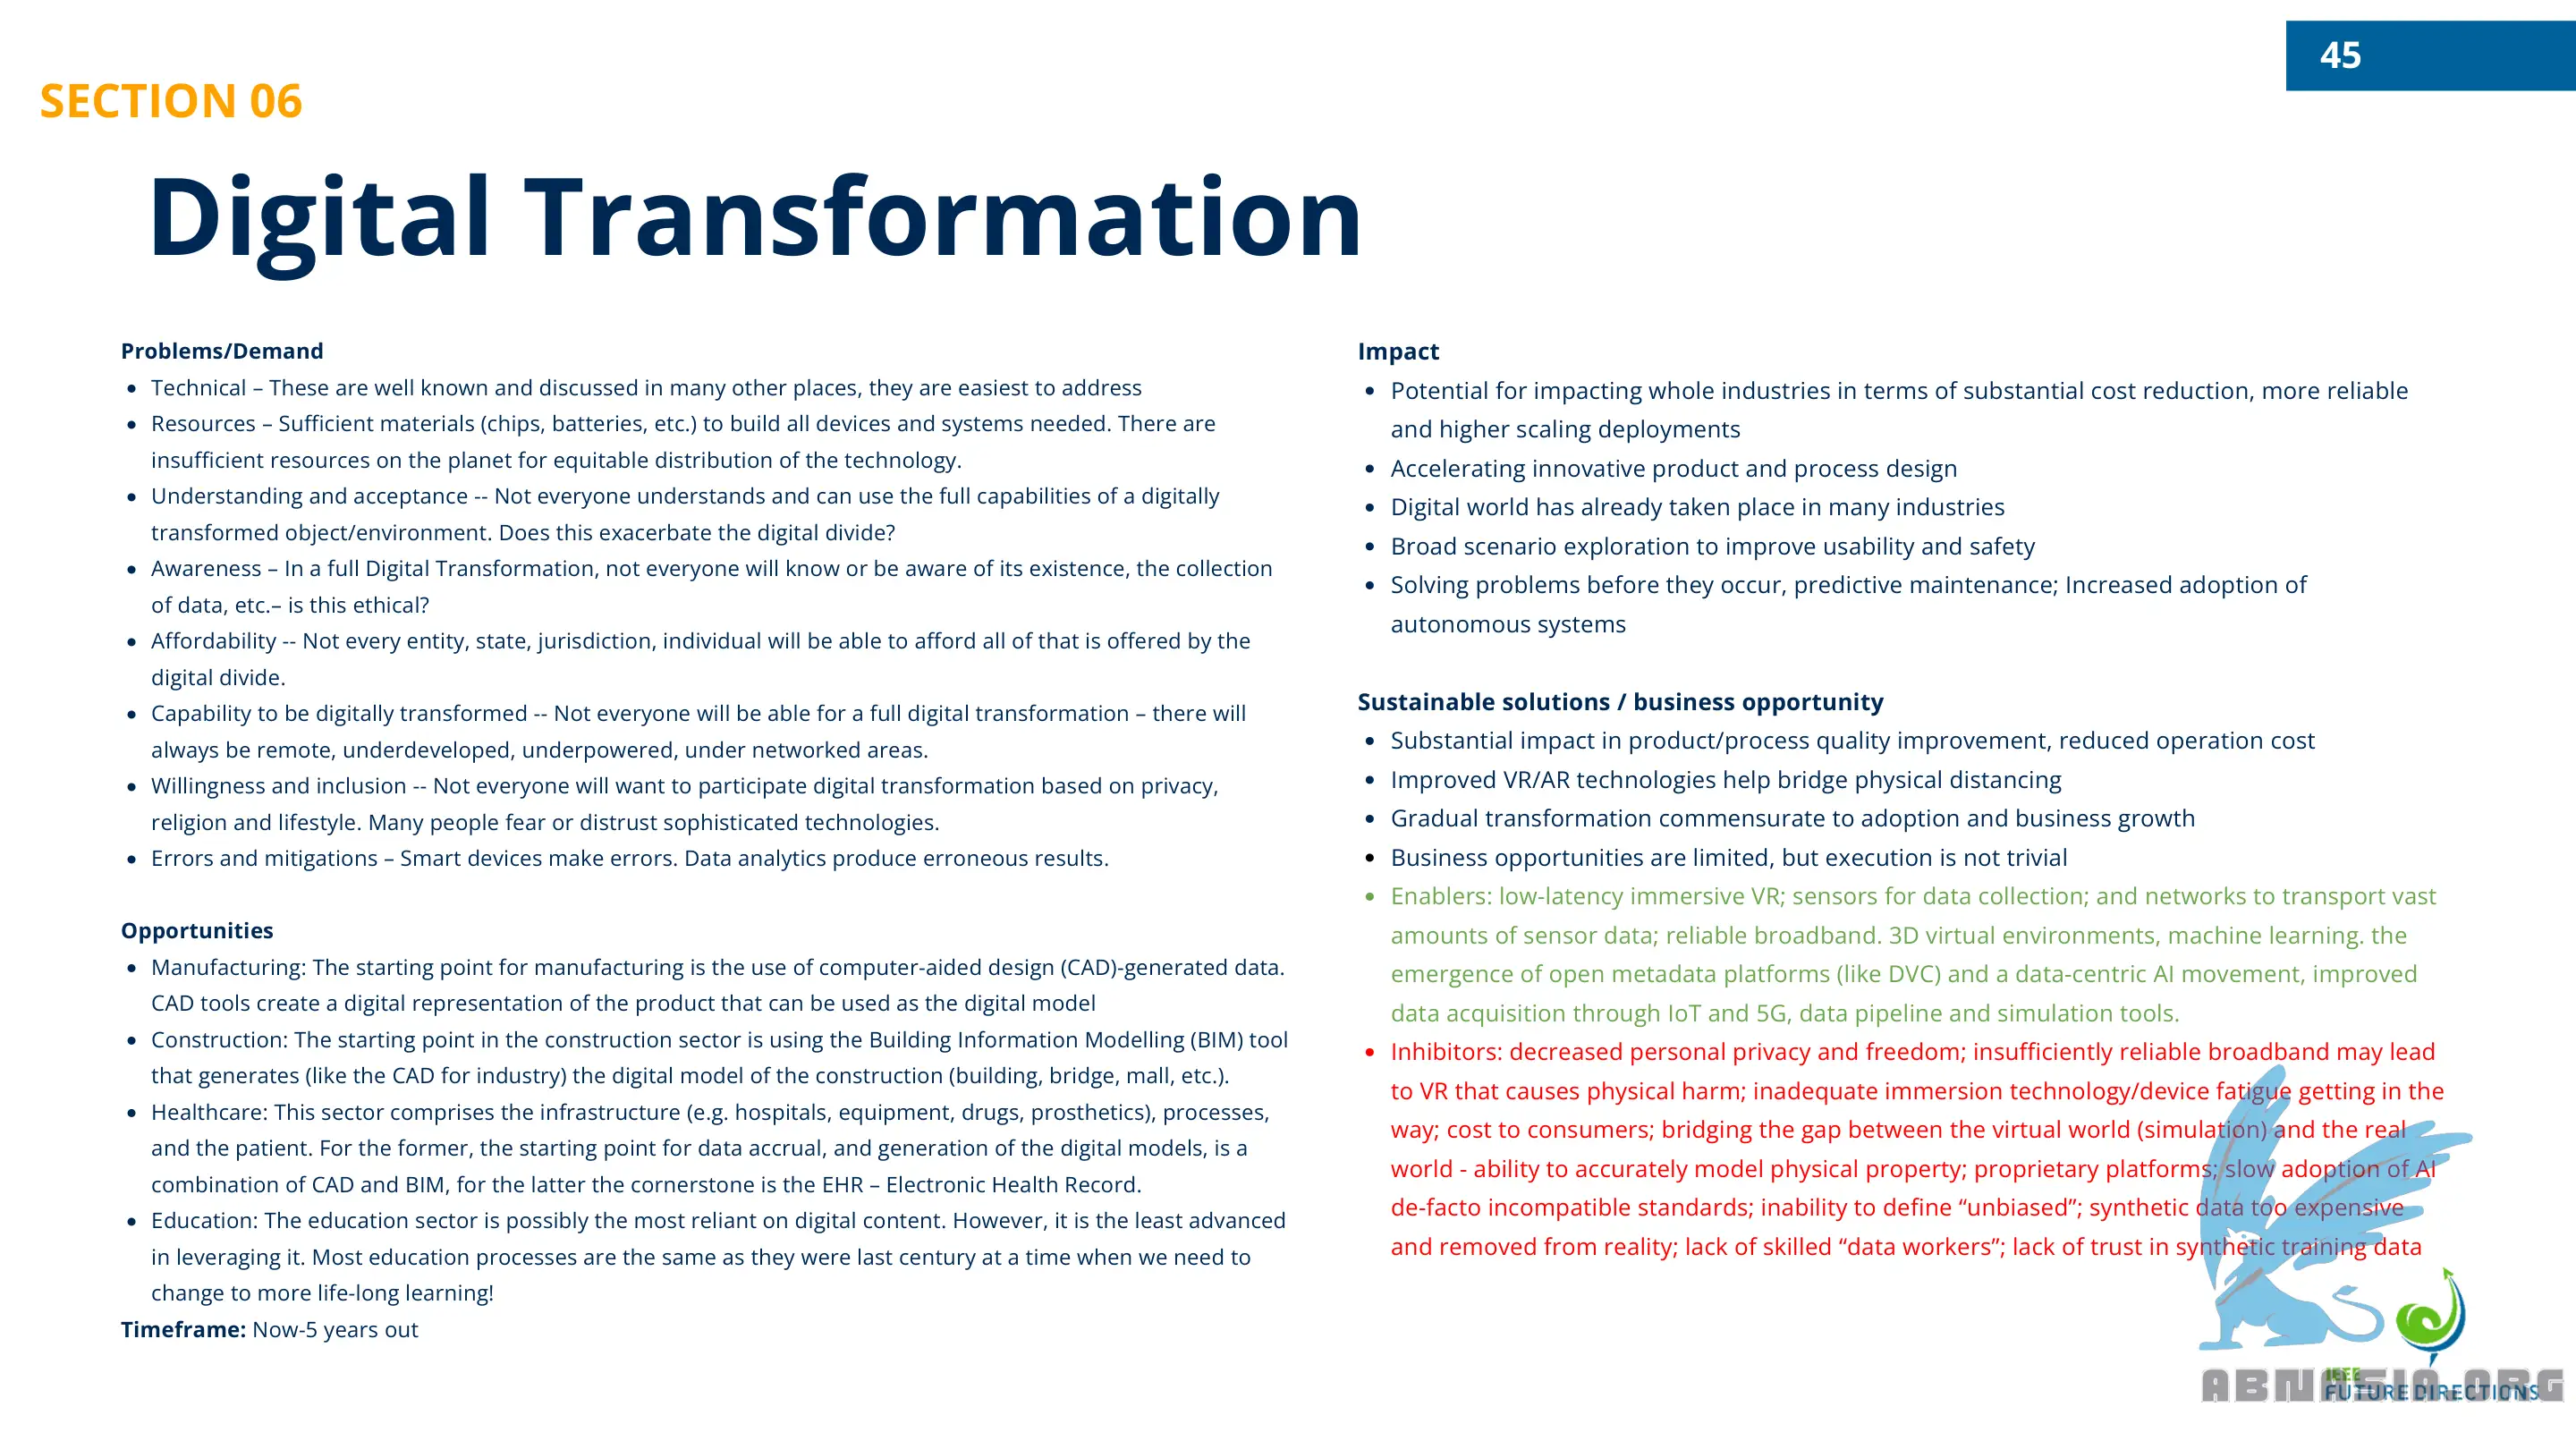 45
SECTION 06
Digital Transformation
Problems/Demand
• Technical – These are well known and discussed in many other places, they are easiest to address
• Resources – Sufficient materials (chips, batteries, etc.) to build all devices and systems needed. There are
insufficient resources on the planet for equitable distribution of the technology.
• Understanding and acceptance -- Not everyone understands and can use the full capabilities of a digitally
transformed object/environment. Does this exacerbate the digital divide?
• Awareness – In a full Digital Transformation, not everyone will know or be aware of its existence, the collection
of data, etc.– is this ethical?
• Affordability -- Not every entity, state, jurisdiction, individual will be able to afford all of that is offered by the
digital divide.
• Capability to be digitally transformed -- Not everyone will be able for a full digital transformation – there will
always be remote, underdeveloped, underpowered, under networked areas.
• Willingness and inclusion -- Not everyone will want to participate digital transformation based on privacy,
religion and lifestyle. Many people fear or distrust sophisticated technologies.
• Errors and mitigations – Smart devices make errors. Data analytics produce erroneous results.
Opportunities
• Manufacturing: The starting point for manufacturing is the use of computer-aided design (CAD)-generated data.
CAD tools create a digital representation of the product that can be used as the digital model
• Construction: The starting point in the construction sector is using the Building Information Modelling (BIM) tool
that generates (like the CAD for industry) the digital model of the construction (building, bridge, mall, etc.).
• Healthcare: This sector comprises the infrastructure (e.g. hospitals, equipment, drugs, prosthetics), processes,
and the patient. For the former, the starting point for data accrual, and generation of the digital models, is a
combination of CAD and BIM, for the latter the cornerstone is the EHR – Electronic Health Record.
• Education: The education sector is possibly the most reliant on digital content. However, it is the least advanced
in leveraging it. Most education processes are the same as they were last century at a time when we need to
change to more life-long learning!
Timeframe: Now-5 years out
Impact
• Potential for impacting whole industries in terms of substantial cost reduction, more reliable
and higher scaling deployments
• Accelerating innovative product and process design
• Digital world has already taken place in many industries
• Broad scenario exploration to improve usability and safety
• Solving problems before they occur, predictive maintenance; Increased adoption of
autonomous systems
Sustainable solutions / business opportunity
• Substantial impact in product/process quality improvement, reduced operation cost
• Improved VR/AR technologies help bridge physical distancing
• Gradual transformation commensurate to adoption and business growth
• Business opportunities are limited, but execution is not trivial
• Enablers: low-latency immersive VR; sensors for data collection; and networks to transport vast
amounts of sensor data; reliable broadband. 3D virtual environments, machine learning. the
emergence of open metadata platforms (like DVC) and a data-centric AI movement, improved
data acquisition through IoT and 5G, data pipeline and simulation tools.
• Inhibitors: decreased personal privacy and freedom; insufficiently reliable broadband may lead
to VR that causes physical harm; inadequate immersion technology/device fatigue getting in the
way; cost to consumers; bridging the gap between the virtual world (simulation) and the real
world - ability to accurately model physical property; proprietary platforms; slow adoption of AI
de-facto incompatible standards; inability to define “unbiased”; synthetic data too expensive
and removed from reality; lack of skilled “data workers”; lack of trust in synthetic training data
IEEE
FUTURE DIRECTIONS
ABNASIA.ORG